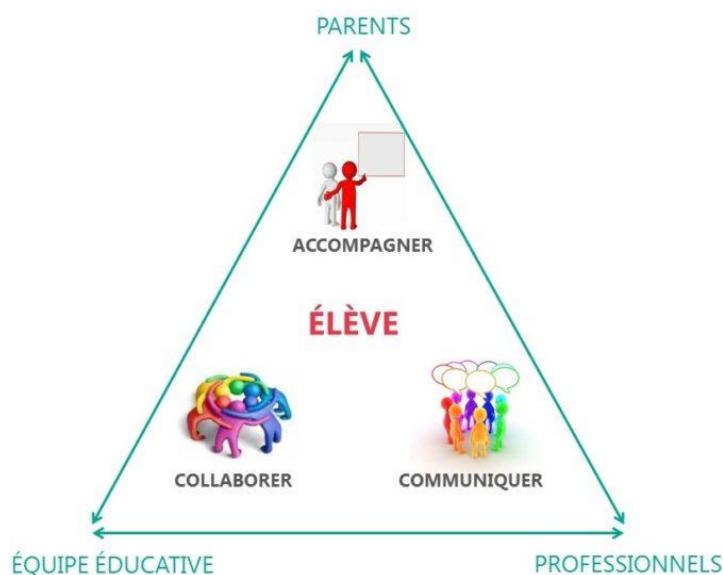 PARENTS
ACCOMPAGNER
ÉLÈVE
COLLABORER
COMMUNIQUER
ÉQUIPE ÉDUCATIVE
PROFESSIONNELS